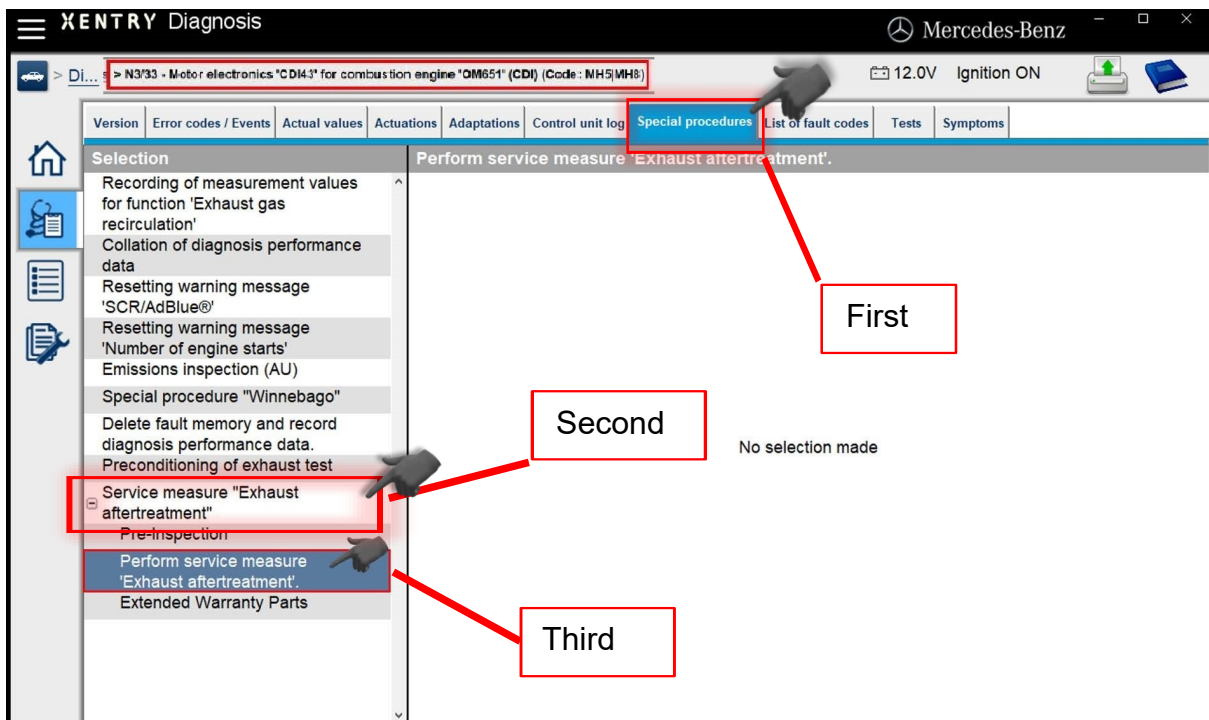 XENTRY Diagnosis
Mercedes-Benz
> Di... > N3/33 - Motor electronics "CDI43" for combustion engine "OM651" (CDI) (Code: MH5|MH8)
12.0V Ignition ON
Version Error codes / Events Actual values Actuations Adaptations Control unit log Special procedures List of fault codes Tests Symptoms
Selection
Perform service measure 'Exhaust aftertreatment'.
Recording of measurement values
for function 'Exhaust gas
recirculation'
Collation of diagnosis performance
data
Resetting warning message
'SCR/AdBlue®'
Resetting warning message
'Number of engine starts'
Emissions inspection (AU)
Special procedure "Winnebago"
Delete fault memory and record
diagnosis performance data.
Preconditioning of exhaust test
Service measure "Exhaust
aftertreatment"
Pre-Inspection
Perform service measure
'Exhaust aftertreatment'.
Extended Warranty Parts
First
Second
No selection made
Third